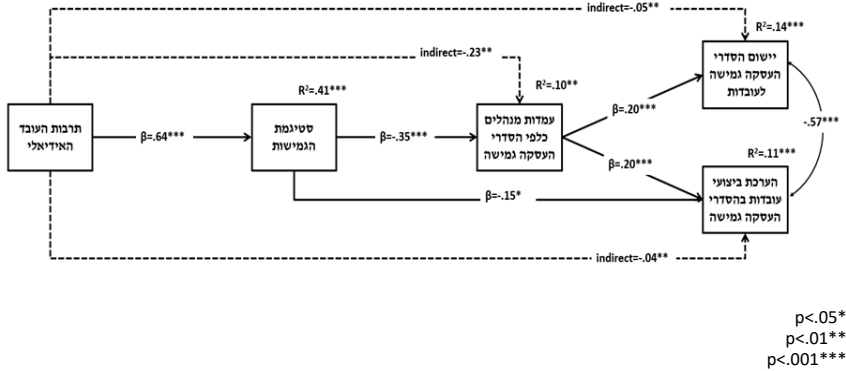 indirect=-.05**
R²=.14***
יישום הסדרי
העסקה גמישה
לעובדות
indirect=-.23**
R²=.10**
R²=.41***
תרבות העובד
האידיאלי
β=.64***
סטיגמת
הגמישות
β=-.35***
עמדות מנהלים
כלפי הסדרי
העסקה גמישה
β=.20***
-.57***
β=.20***
R²=.11***
הערכת ביצועי
עובדות בהסדרי
העסקה גמישה
β=-.15*
indirect=-.04**
p<.05*
p<.01**
p<.001***